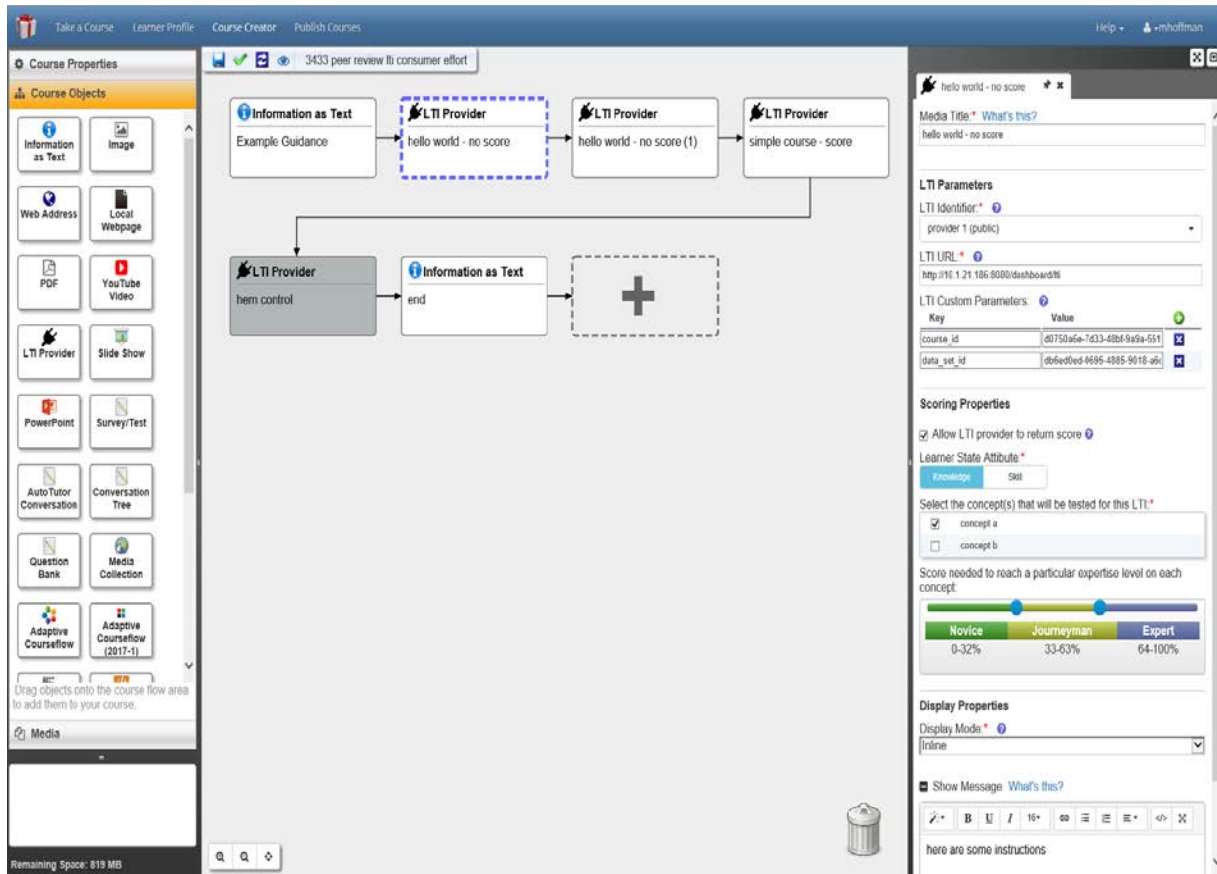 Take a Course Learner Profile Course Creator Publish Courses Help mhoffman
Course Properties
Course Objects
Information as Text
Image
Web Address
Local Webpage
PDF
YouTube Video
LTI Provider
Slide Show
PowerPoint
Survey/Test
AutoTutor Conversation
Conversation Tree
Question Bank
Media Collection
Adaptive Courseflow
Adaptive Courseflow (2017-1)
Drag objects onto the course flow area
to add them to your course.
Media
Remaining Space: 819 MB
3433 peer review lti consumer effort
Information as Text
Example Guidance
LTI Provider
hello world - no score
LTI Provider
hello world - no score (1)
LTI Provider
simple course - score
LTI Provider
hem control
Information as Text
end
hello world - no score
Media Title:* What's this?
hello world - no score
LTI Parameters
LTI Identifier:*
provider 1 (public)
LTI URL:*
http://10.1.21.186:8080/dashboard/lti
LTI Custom Parameters:
Key Value
course_id d0750a6e-7d33-48bf-9a9a-551
data_set_id
Scoring Properties
Allow LTI provider to return score
Learner State Attibute:*
Knowledge Skill
Select the concept(s) that will be tested for this LTI:*
concept a
concept b
Score needed to reach a particular expertise level on each
concept:
Novice Journeyman Expert
0-32% 33-63% 64-100%
Display Properties
Display Mode:*
Inline
Show Message What's this?
B U I 16
here are some instructions